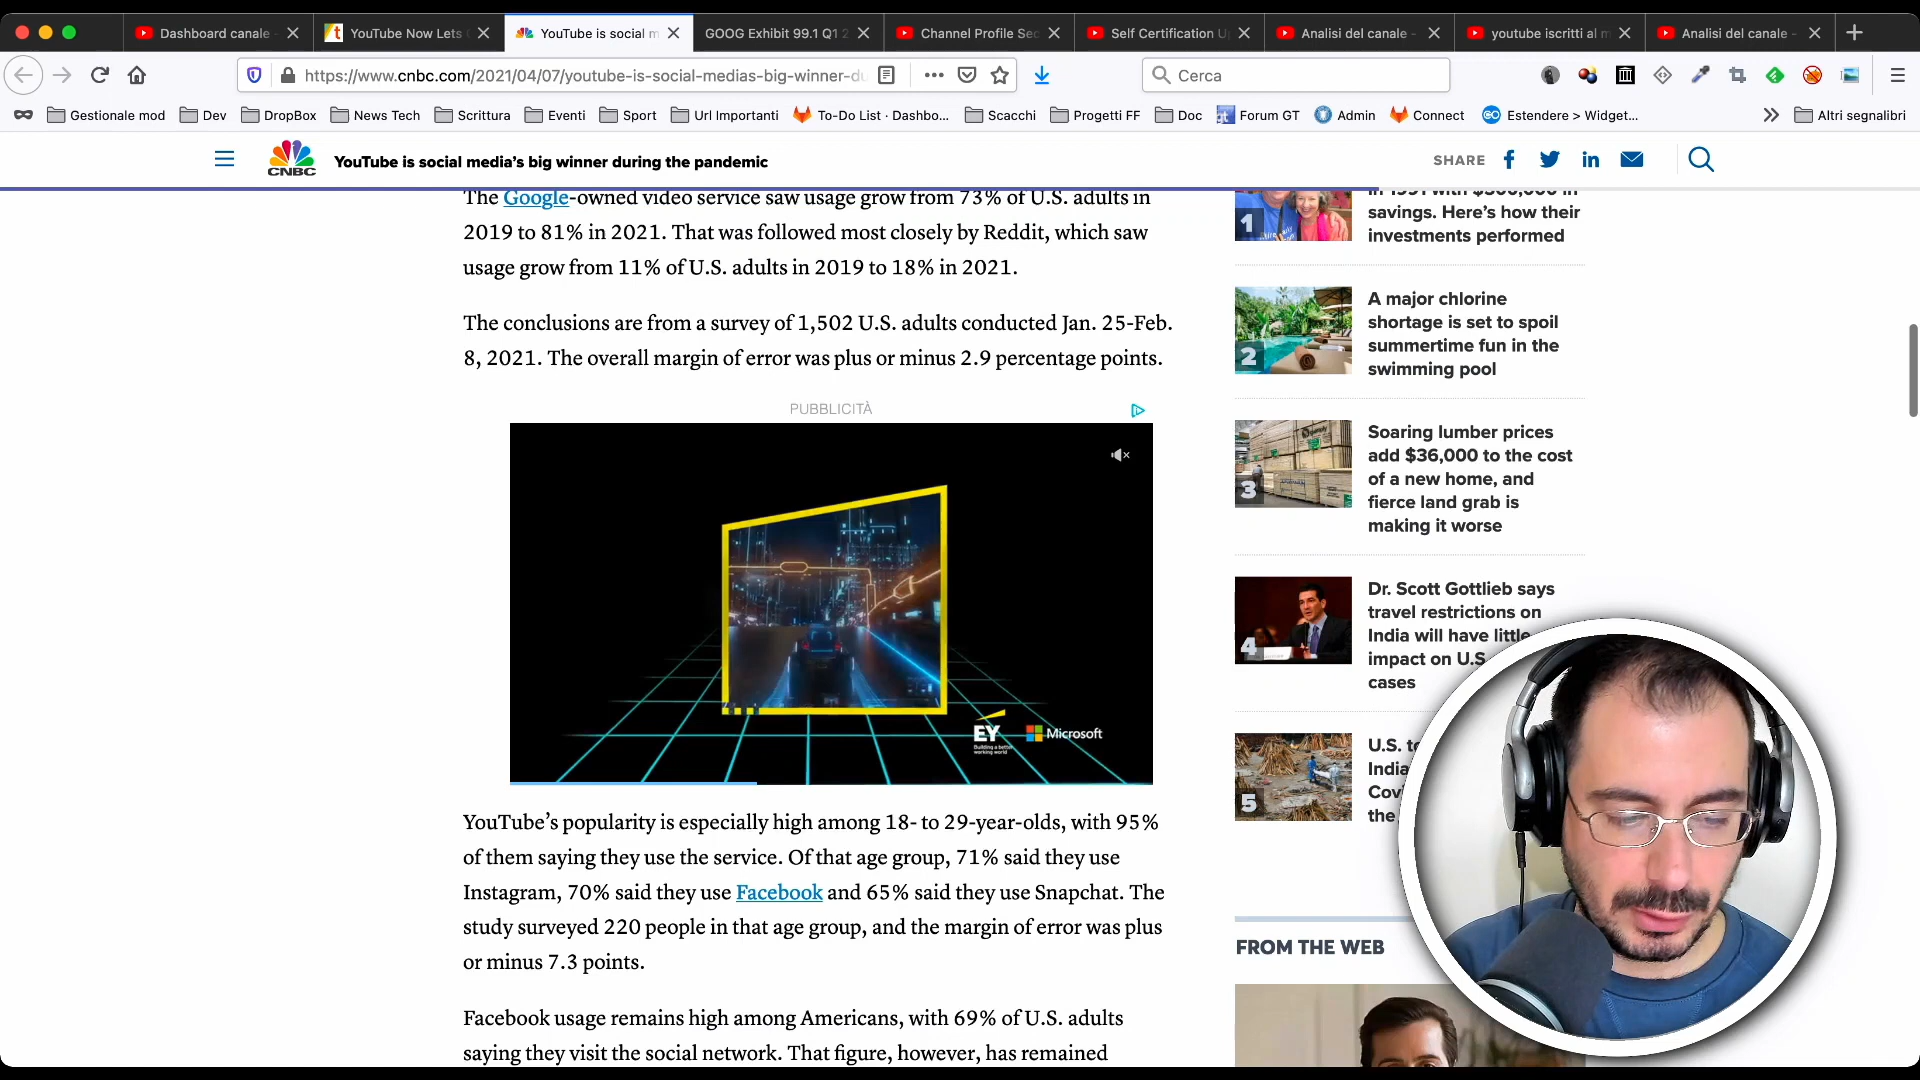 Dashboard canale -
YouTube Now Lets
YouTube is social m
GOOG Exhibit 99.1 Q1 2
Channel Profile Sec
Self Certification U
Analisi del canale -
youtube iscritti al m
Analisi del canale -
https://www.cnbc.com/2021/04/07/youtube-is-social-medias-big-winner-du
Cerca
Gestionale mod
Dev
DropBox
News Tech
Scrittura
Eventi
Sport
Url Importanti
To-Do List · Dashbo...
Scacchi
Progetti FF
Doc
Forum GT
Admin
Connect
Estendere > Widget...
Altri segnalibri
CNBC
YouTube is social media’s big winner during the pandemic
SHARE
The Google-owned video service saw usage grow from 73% of U.S. adults in
2019 to 81% in 2021. That was followed most closely by Reddit, which saw
usage grow from 11% of U.S. adults in 2019 to 18% in 2021.
The conclusions are from a survey of 1,502 U.S. adults conducted Jan. 25-Feb.
8, 2021. The overall margin of error was plus or minus 2.9 percentage points.
PUBBLICITÀ
EY
Building a better
working world
Microsoft
YouTube’s popularity is especially high among 18- to 29-year-olds, with 95%
of them saying they use the service. Of that age group, 71% said they use
Instagram, 70% said they use Facebook and 65% said they use Snapchat. The
study surveyed 220 people in that age group, and the margin of error was plus
or minus 7.3 points.
Facebook usage remains high among Americans, with 69% of U.S. adults
saying they visit the social network. That figure, however, has remained
1
in 1991 with $300,000 in
savings. Here’s how their
investments performed
2
A major chlorine
shortage is set to spoil
summertime fun in the
swimming pool
3
Soaring lumber prices
add $36,000 to the cost
of a new home, and
fierce land grab is
making it worse
4
Dr. Scott Gottlieb says
travel restrictions on
India will have little
impact on U.S
cases
5
U.S. t
India
Cov
the
FROM THE WEB